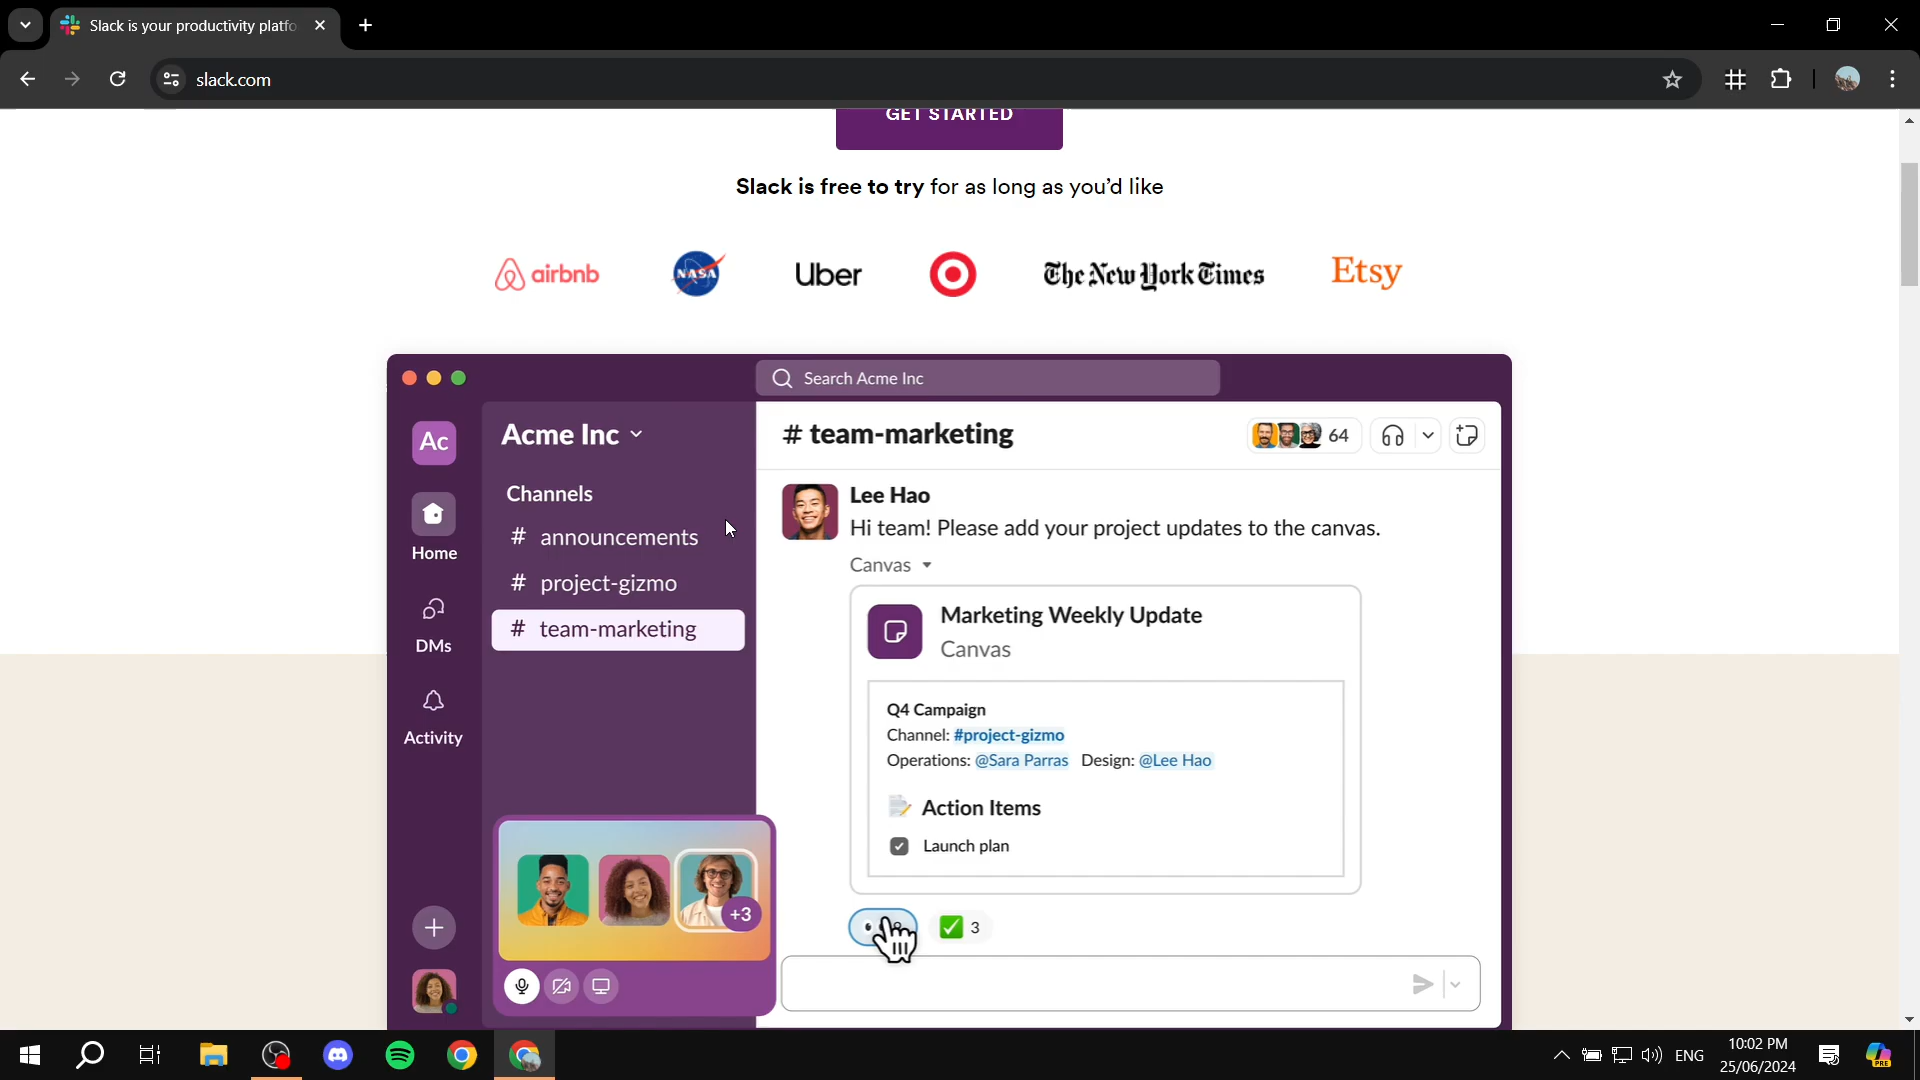 Slack is your productivity platfo
slack.com
GET STARTED
Slack is free to try for as long as you'd like
airbnb
NASA
Uber
The New York Times
Etsy
Search Acme Inc
Ac
Acme Inc
# team-marketing
64
Channels
# announcements
# project-gizmo
# team-marketing
Home
DMs
Activity
Lee Hao
Hi team! Please add your project updates to the canvas.
Canvas
Marketing Weekly Update
Canvas
Q4 Campaign
Channel: #project-gizmo
Operations: @Sara Parras Design: @Lee Hao
Action Items
Launch plan
+3
3
ENG
10:02 PM
25/06/2024
PRE